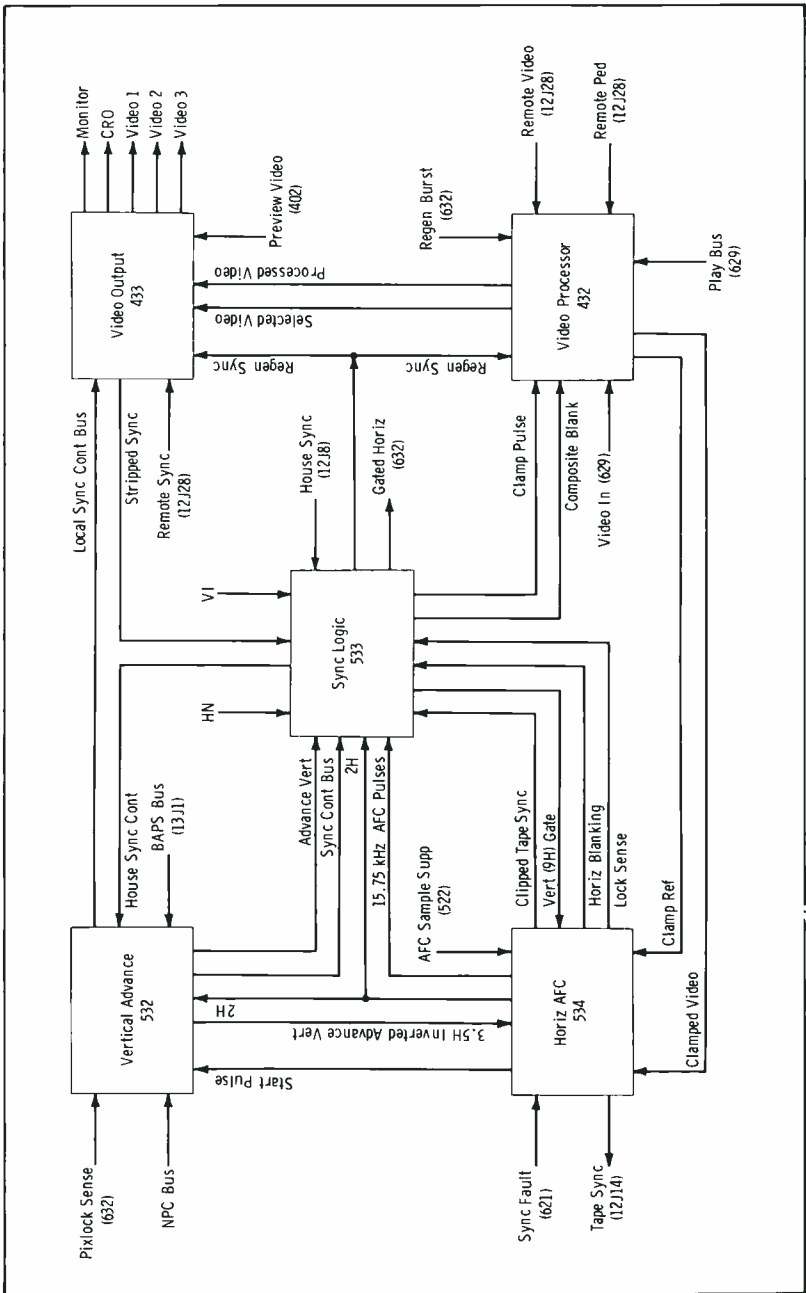 Pixlock Sense
(632)
NPC Bus
Vertical Advance
532
House Sync Cont
BAPS Bus
(13J1)
Local Sync Cont Bus
Stripped Sync
Remote Sync
(12J28)
Video Output
433
Monitor
CRO
Video 1
Video 2
Video 3
Preview Video
(402)
Start Pulse
3.5H Inverted Advance Vert
2H
Advance Vert
Sync Cont Bus
2H
15.75 kHz AFC Pulses
HN
VI
Sync Logic
533
House Sync
(12J8)
Gated Horiz
(632)
Regen Sync
Regen Sync
Selected Video
Processed Video
Regen Burst
(632)
Sync Fault
(621)
Tape Sync
(12J14)
Horiz AFC
534
AFC Sample Supp
(522)
Clipped Tape Sync
Vert (9H) Gate
Horiz Blanking
Lock Sense
Clamp Ref
Clamped Video
Clamp Pulse
Composite Blank
Video In (629)
Video Processor
432
Play Bus
(629)
Remote Video
(12J28)
Remote Ped
(12J28)